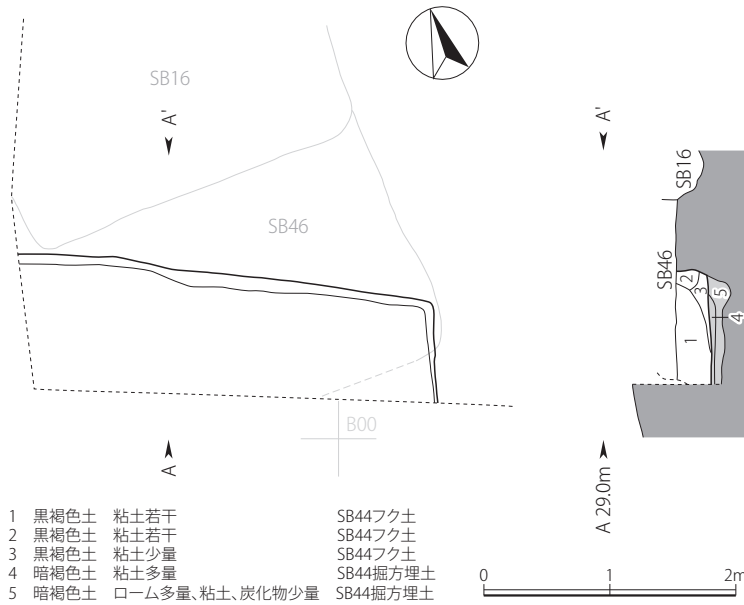 SB16
A'
A'
SB16
SB46
SB46
2
3
5
4
1
B00
A
A 29.0m
1 黒褐色土 粘土若干 SB44フク土
2 黒褐色土 粘土若干 SB44フク土
3 黒褐色土 粘土少量 SB44フク土
4 暗褐色土 粘土多量 SB44掘方埋土
5 暗褐色土 ローム多量、粘土、炭化物少量 SB44掘方埋土
0 1 2m